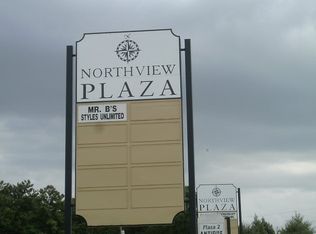 NORTHVIEW
PLAZA
MR. B'S
STYLES UNLIMITED
NORTHVIEW
PLAZA
Plaza 2